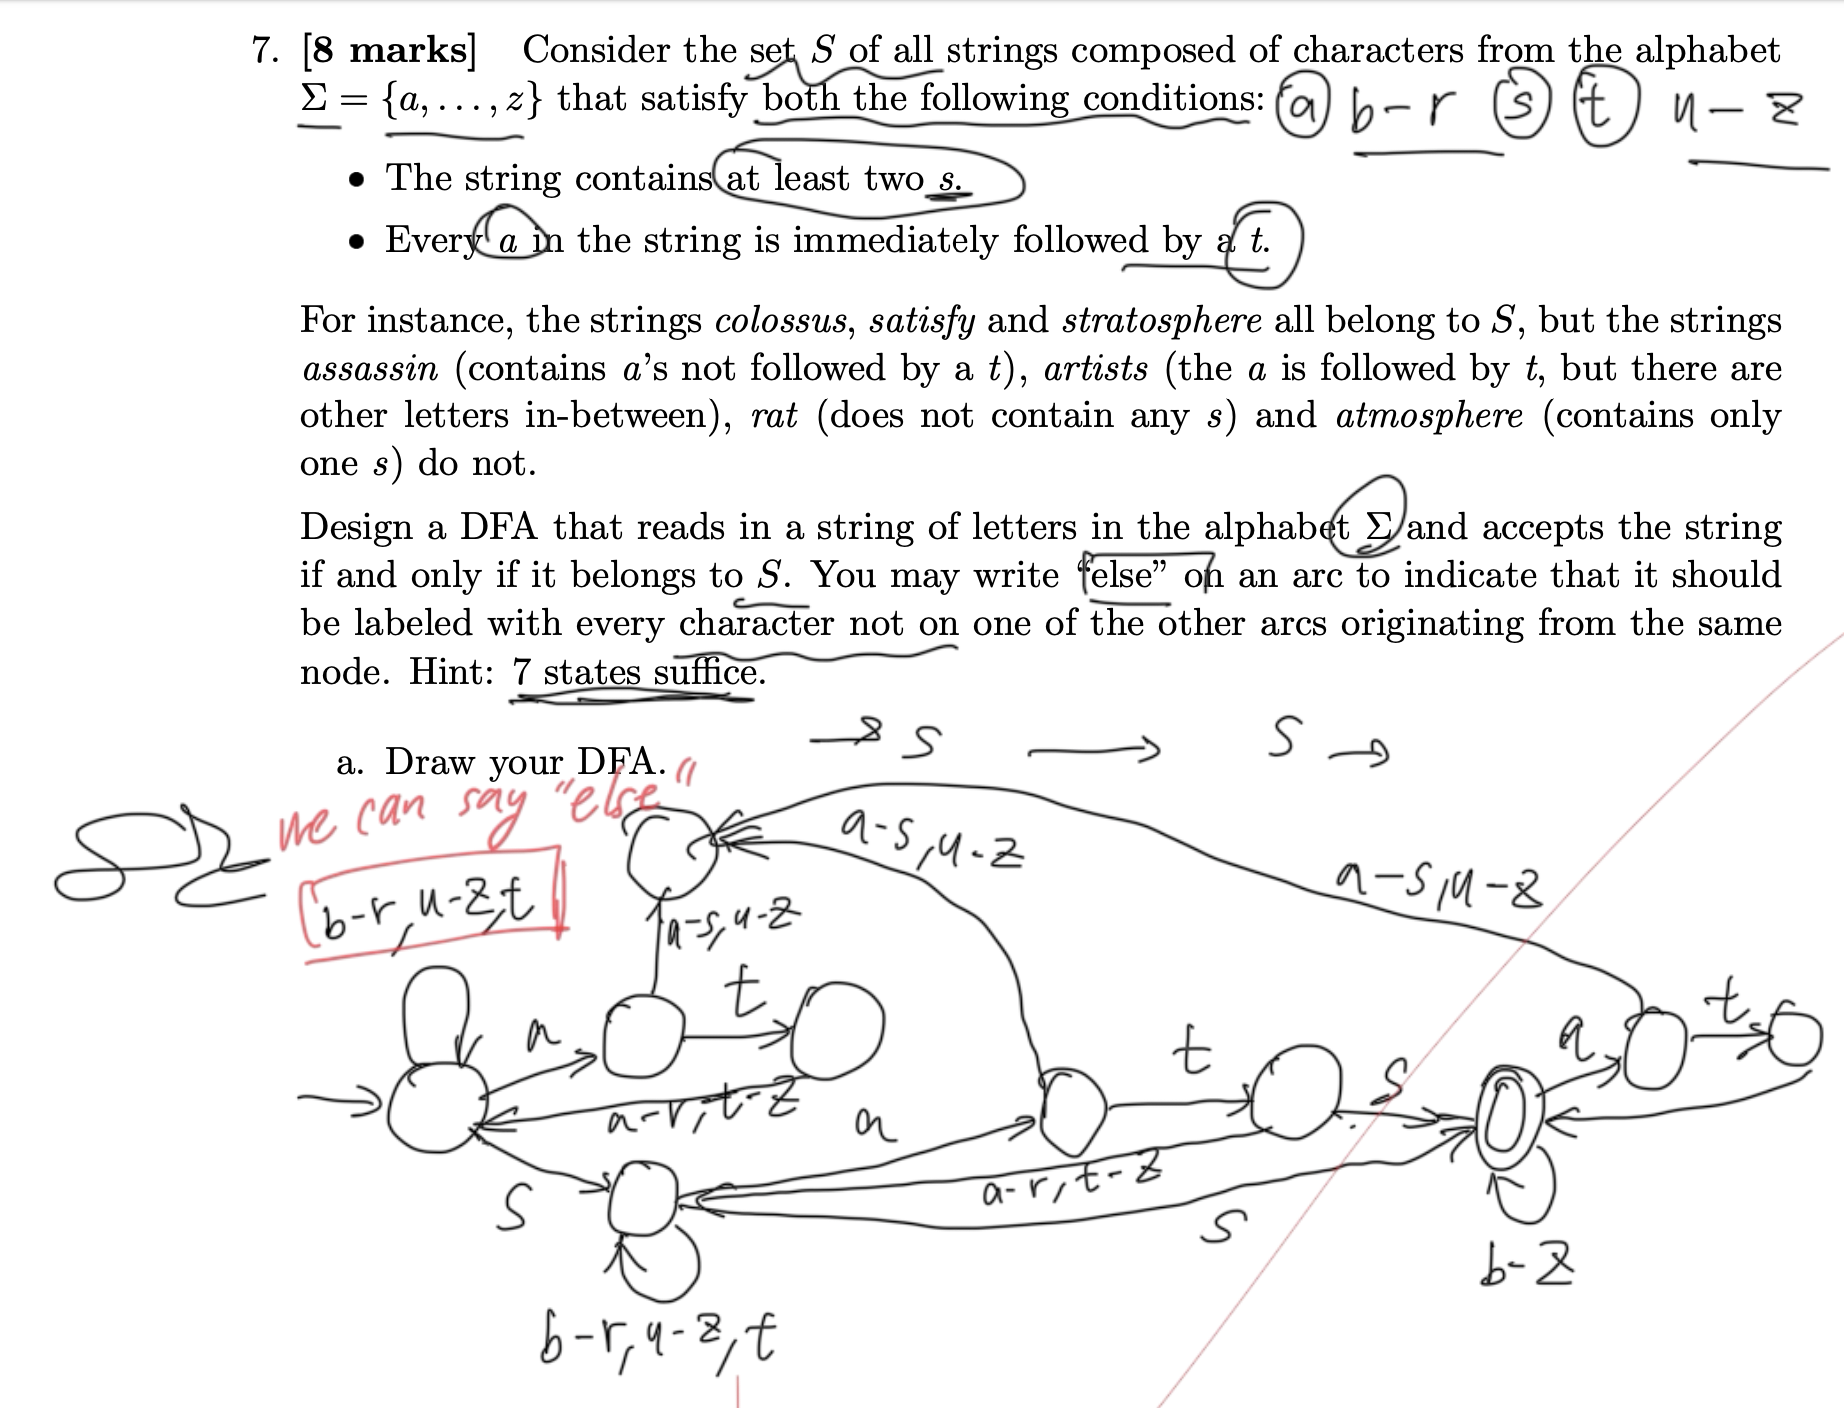 7. [8 marks] Consider the set S of all strings composed of characters from the alphabet
Σ = {a, . . . , z} that satisfy both the following conditions: a b-r s t u-z
• The string contains at least two s.
• Every a in the string is immediately followed by a t.
For instance, the strings colossus, satisfy and stratosphere all belong to S, but the strings
assassin (contains a's not followed by a t), artists (the a is followed by t, but there are
other letters in-between), rat (does not contain any s) and atmosphere (contains only
one s) do not.
Design a DFA that reads in a string of letters in the alphabet Σ and accepts the string
if and only if it belongs to S. You may write "else" on an arc to indicate that it should
be labeled with every character not on one of the other arcs originating from the same
node. Hint: 7 states suffice.
→ s → s →
a. Draw your DFA.
we can say "else"
a-s,u-z
a-s,u-z
b-r,u-z,t
a-s,u-z
t
t
a
a
t
s
a-r,t-z
a
a-r,t-z
s
s
b-z
b-r,u-z,t